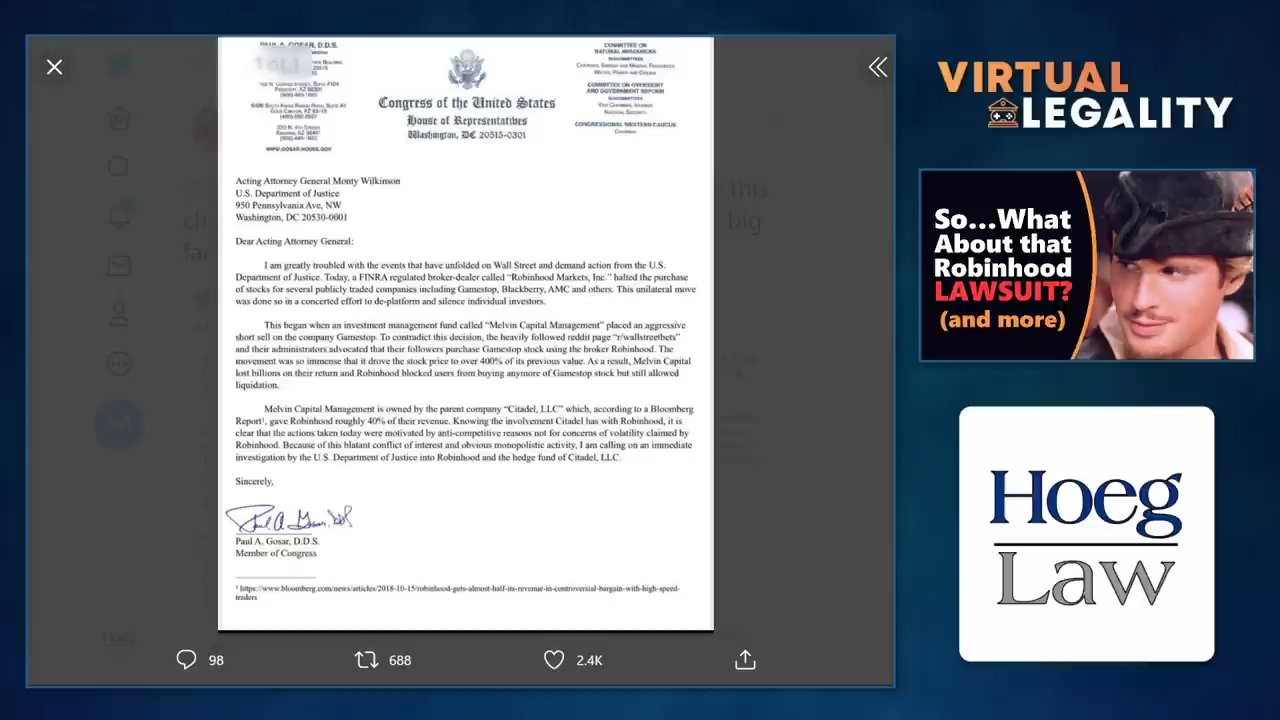 PAUL A. GOSAR, D.D.S.
PRESCOTT, AZ 86301
GOLD CANYON, AZ 85118
KINGMAN, AZ 86401
WWW.GOSAR.HOUSE.GOV
Congress of the United States
House of Representatives
Washington, DC 20515-0301
COMMITTEE ON
NATURAL RESOURCES
COMMITTEE ON OVERSIGHT
AND GOVERNMENT REFORM
CONGRESSIONAL WESTERN CAUCUS
Acting Attorney General Monty Wilkinson
U.S. Department of Justice
950 Pennsylvania Ave, NW
Washington, DC 20530-0001
Dear Acting Attorney General:
I am greatly troubled with the events that have unfolded on Wall Street and demand action from the U.S.
Department of Justice. Today, a FINRA regulated broker-dealer called “Robinhood Markets, Inc.” halted the purchase
of stocks for several publicly traded companies including Gamestop, Blackberry, AMC and others. This unilateral move
was done so in a concerted effort to de-platform and silence individual investors.
This began when an investment management fund called “Melvin Capital Management” placed an aggressive
short sell on the company Gamestop. To contradict this decision, the heavily followed reddit page “r/wallstreetbets”
and their administrators advocated that their followers purchase Gamestop stock using the broker Robinhood. The
movement was so immense that it drove the stock price to over 400% of its previous value. As a result, Melvin Capital
lost billions on their return and Robinhood blocked users from buying anymore of Gamestop stock but still allowed
liquidation.
Melvin Capital Management is owned by the parent company “Citadel, LLC” which, according to a Bloomberg
Report¹, gave Robinhood roughly 40% of their revenue. Knowing the involvement Citadel has with Robinhood, it is
clear that the actions taken today were motivated by anti-competitive reasons not for concerns of volatility claimed by
Robinhood. Because of this blatant conflict of interest and obvious monopolistic activity, I am calling on an immediate
investigation by the U.S. Department of Justice into Robinhood and the hedge fund of Citadel, LLC.
Sincerely,
Paul A. Gosar, DDS
Paul A. Gosar, D.D.S.
Member of Congress
¹ https://www.bloomberg.com/news/articles/2018-10-15/robinhood-gets-almost-half-its-revenue-in-controversial-bargain-with-high-speed-
traders
98
688
2.4K
VIRTUAL
LEGALITY
So...What
About that
Robinhood
LAWSUIT?
(and more)
Hoeg
Law